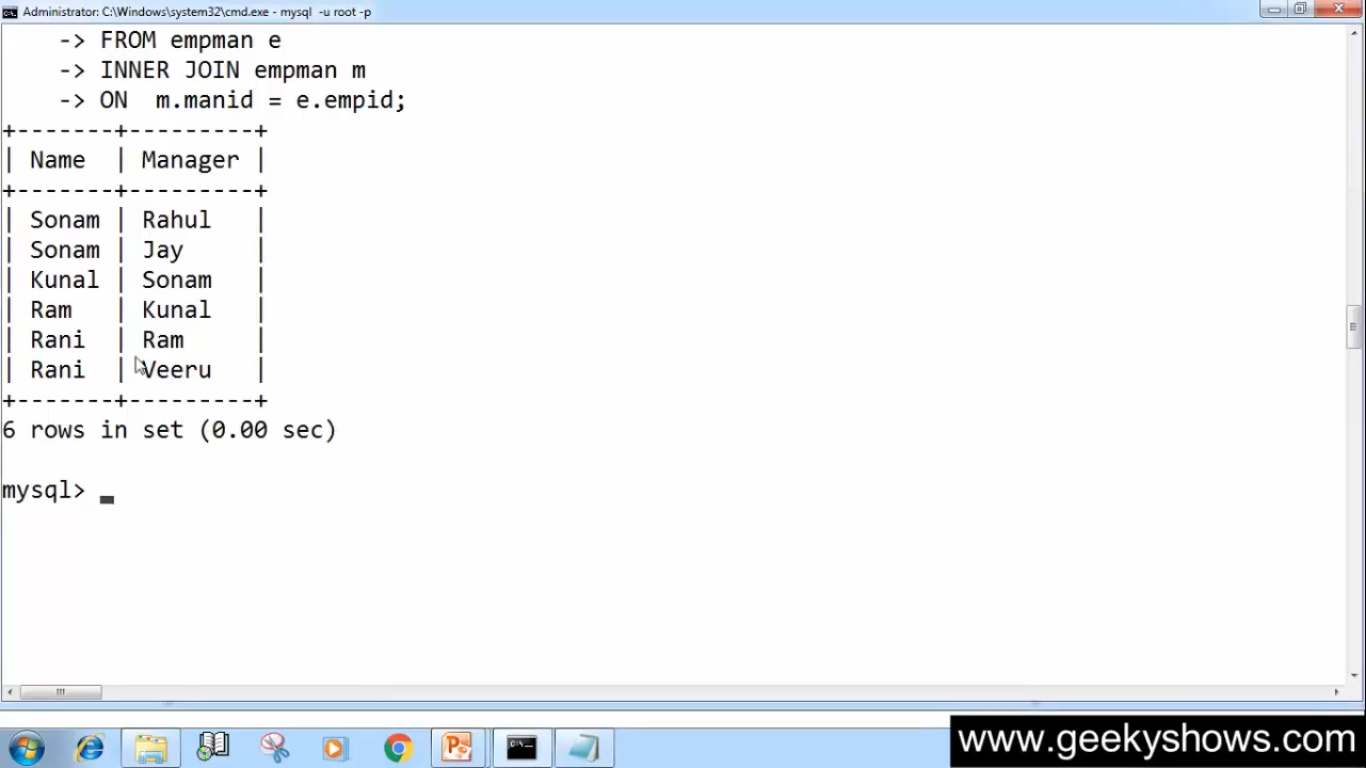 Administrator: C:\Windows\system32\cmd.exe - mysql  -u root -p
    -> FROM empman e
    -> INNER JOIN empman m
    -> ON  m.manid = e.empid;
+-------+---------+
| Name  | Manager |
+-------+---------+
| Sonam | Rahul   |
| Sonam | Jay     |
| Kunal | Sonam   |
| Ram   | Kunal   |
| Rani  | Ram     |
| Rani  | Veeru   |
+-------+---------+
6 rows in set (0.00 sec)
mysql> _
www.geekyshows.com